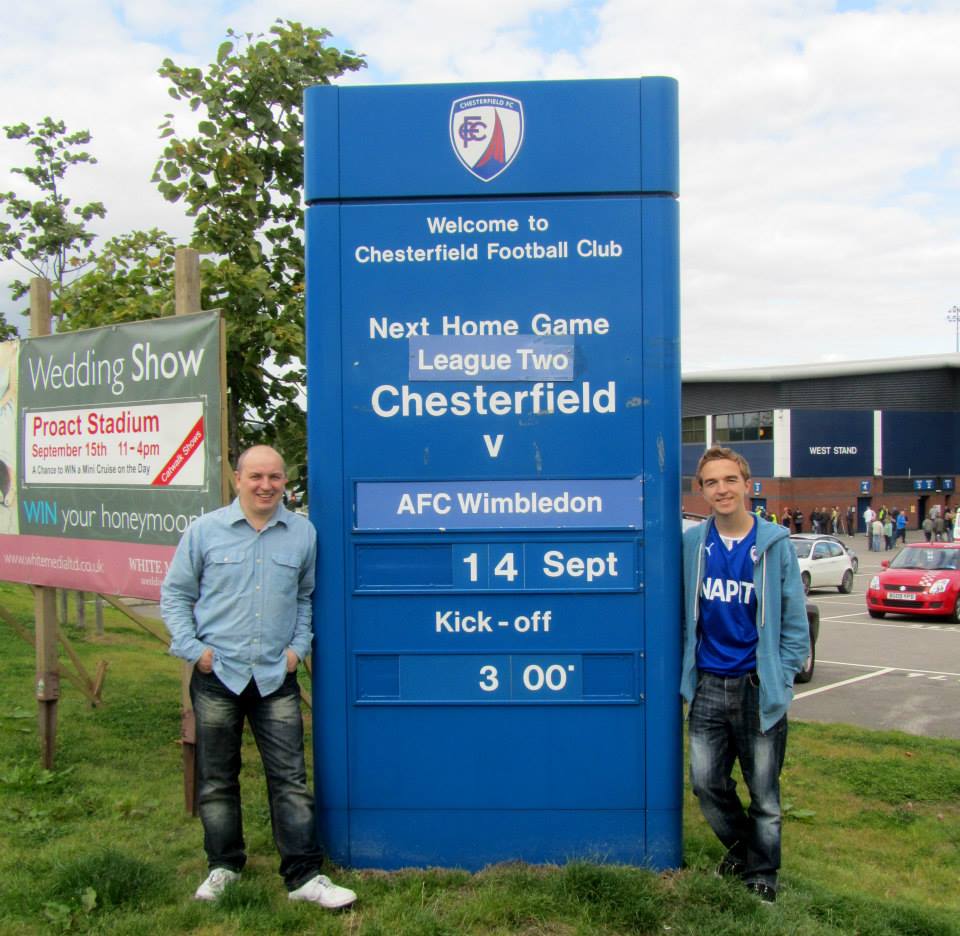 CHESTERFIELD FC
CFC
Welcome to
Chesterfield Football Club
Next Home Game
League Two
Chesterfield
v
AFC Wimbledon
14 Sept
Kick-off
3 00
Wedding Show
Proact Stadium
September 15th 11-4pm
A Chance to WIN a Mini Cruise on the Day
Catwalk Shows
WIN your honeymoon
www.whitemedialtd.co.uk
WHITE
NAPIT
WEST STAND